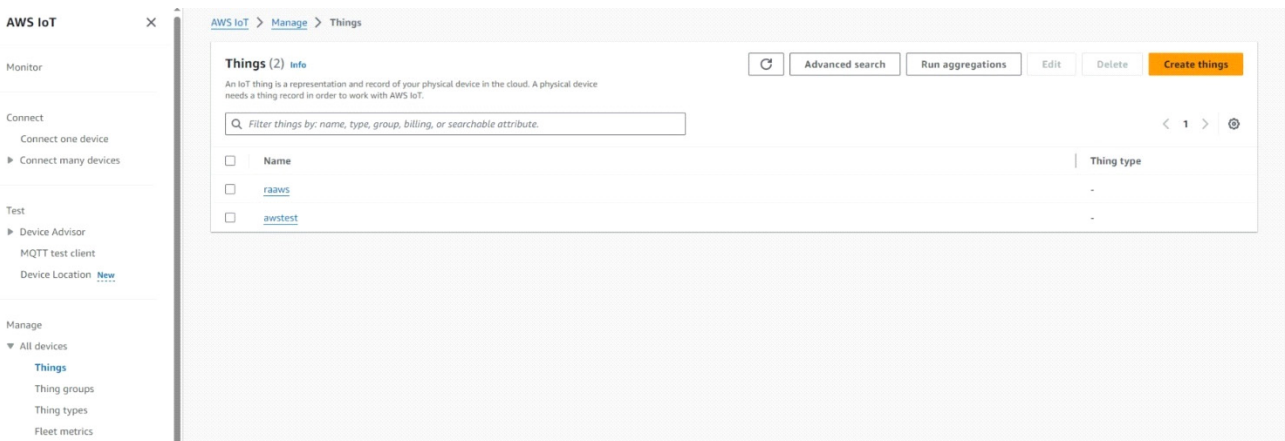 AWS IoT
Monitor
Connect
Connect one device
Connect many devices
Test
Device Advisor
MQTT test client
Device Location New
Manage
All devices
Things
Thing groups
Thing types
Fleet metrics
AWS IoT > Manage > Things
Things (2) Info
An IoT thing is a representation and record of your physical device in the cloud. A physical device
needs a thing record in order to work with AWS IoT.
Advanced search
Run aggregations
Edit
Delete
Create things
Filter things by: name, type, group, billing, or searchable attribute.
< 1 >
Name Thing type
raaws -
awstest -